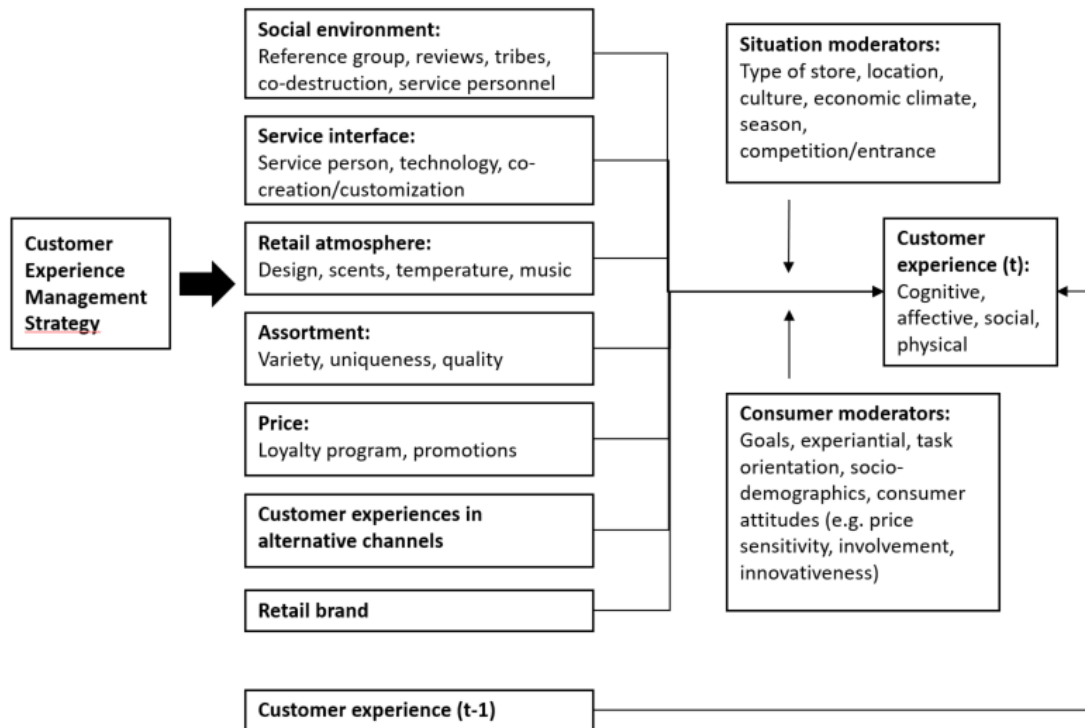 Social environment:
Reference group, reviews, tribes,
co-destruction, service personnel
Service interface:
Service person, technology, co-
creation/customization
Retail atmosphere:
Design, scents, temperature, music
Assortment:
Variety, uniqueness, quality
Price:
Loyalty program, promotions
Customer experiences in
alternative channels
Retail brand
Customer experience (t-1)
Customer
Experience
Management
Strategy
Situation moderators:
Type of store, location,
culture, economic climate,
season,
competition/entrance
Customer
experience (t):
Cognitive,
affective, social,
physical
Consumer moderators:
Goals, experiantial, task
orientation, socio-
demographics, consumer
attitudes (e.g. price
sensitivity, involvement,
innovativeness)